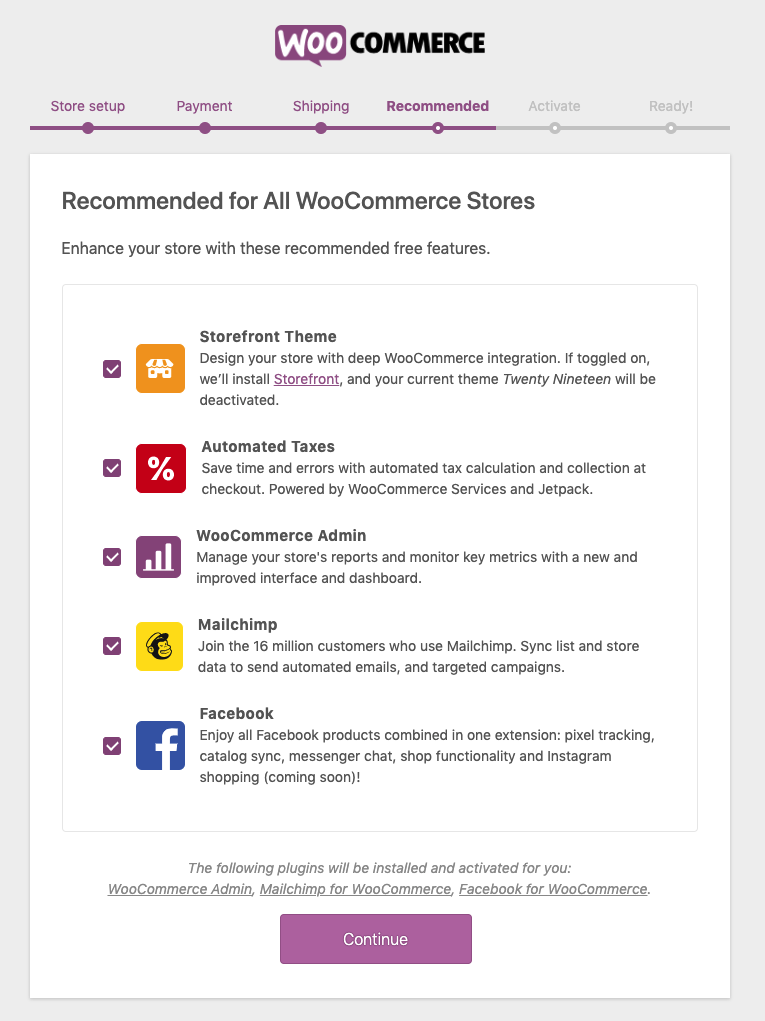 WOO COMMERCE
Store setup Payment Shipping Recommended Activate Ready!
Recommended for All WooCommerce Stores
Enhance your store with these recommended free features.
Storefront Theme
Design your store with deep WooCommerce integration. If toggled on,
we’ll install Storefront, and your current theme Twenty Nineteen will be
deactivated.
%
Automated Taxes
Save time and errors with automated tax calculation and collection at
checkout. Powered by WooCommerce Services and Jetpack.
WooCommerce Admin
Manage your store's reports and monitor key metrics with a new and
improved interface and dashboard.
Mailchimp
Join the 16 million customers who use Mailchimp. Sync list and store
data to send automated emails, and targeted campaigns.
f
Facebook
Enjoy all Facebook products combined in one extension: pixel tracking,
catalog sync, messenger chat, shop functionality and Instagram
shopping (coming soon)!
The following plugins will be installed and activated for you:
WooCommerce Admin, Mailchimp for WooCommerce, Facebook for WooCommerce.
Continue